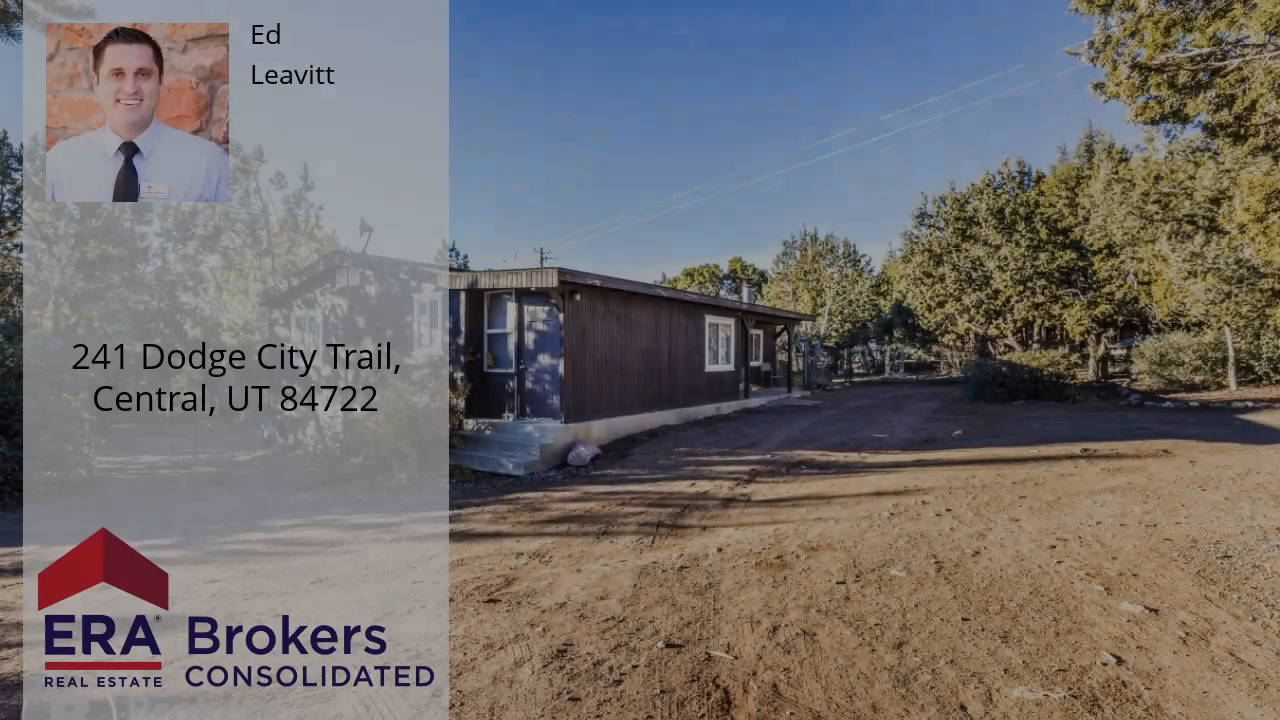 Ed
Leavitt
241 Dodge City Trail,
Central, UT 84722
ERA® Brokers
REAL ESTATE CONSOLIDATED